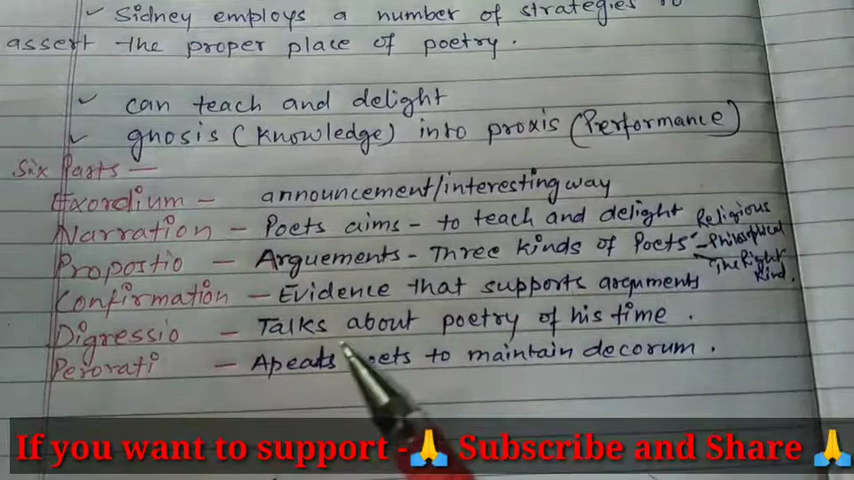 ✓ Sidney employs a number of strategies to
assert the proper place of poetry.
✓ can teach and delight
✓ gnosis (knowledge) into proxis (Performance)
Six Parts —
Exordium — announcement/interesting way
Narration — Poets aims - to teach and delight
Propostio — Arguements - Three kinds of Poets - Religious
- Philosophical
The Right
Kind.
Confirmation — Evidence that supports arguments
Digressio — Talks about poetry of his time.
Perorati — Apeals to maintain decorum.
If you want to support -🙏 Subscribe and Share 🙏